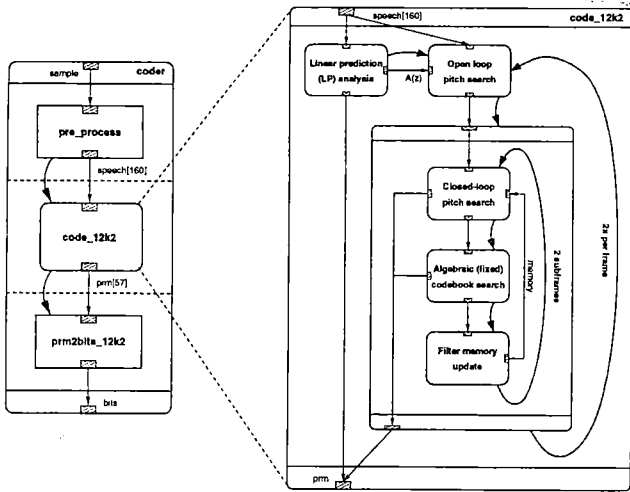 coder
sample
pre_process
speech[160]
code_12k2
prm[57]
prm2bits_12k2
bits
code_12k2
speech[160]
Linear prediction
(LP) analysis
A(z)
Open loop
pitch search
Closed-loop
pitch search
Algebraic (fixed)
codebook search
Filter memory
update
memory
2 subframes
2x per frame
prm